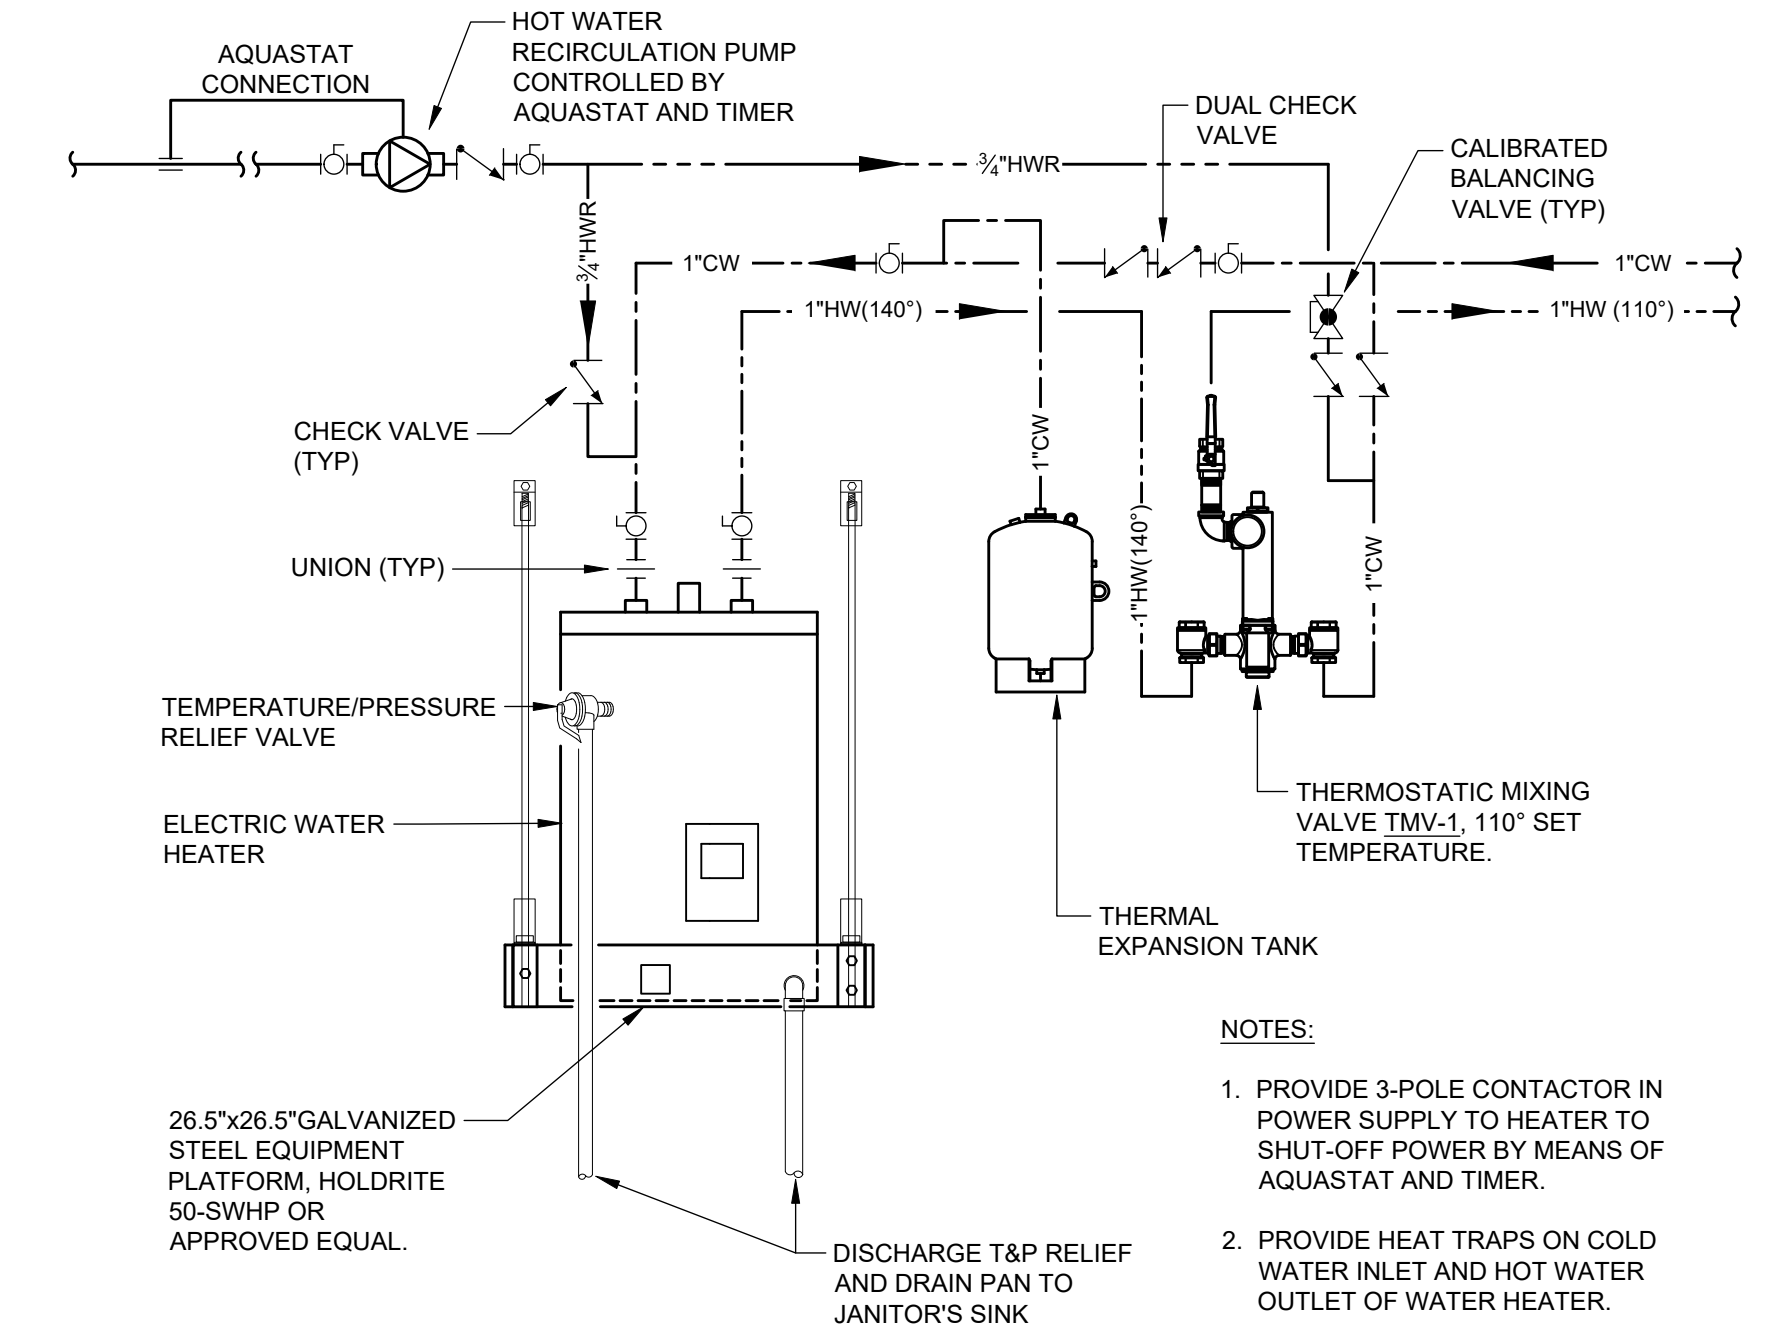 HOT WATER
RECIRCULATION PUMP
CONTROLLED BY
AQUASTAT AND TIMER
AQUASTAT
CONNECTION
DUAL CHECK
VALVE
CALIBRATED
BALANCING
VALVE (TYP)
¾"HWR
¾"HWR
1"CW
1"CW
1"HW(140°)
1"HW (110°)
CHECK VALVE
(TYP)
1"CW
1"HW(140°)
1"CW
UNION (TYP)
TEMPERATURE/PRESSURE
RELIEF VALVE
ELECTRIC WATER
HEATER
THERMOSTATIC MIXING
VALVE TMV-1, 110° SET
TEMPERATURE.
THERMAL
EXPANSION TANK
26.5"x26.5"GALVANIZED
STEEL EQUIPMENT
PLATFORM, HOLDRITE
50-SWHP OR
APPROVED EQUAL.
DISCHARGE T&P RELIEF
AND DRAIN PAN TO
JANITOR'S SINK
NOTES:
1. PROVIDE 3-POLE CONTACTOR IN
POWER SUPPLY TO HEATER TO
SHUT-OFF POWER BY MEANS OF
AQUASTAT AND TIMER.
2. PROVIDE HEAT TRAPS ON COLD
WATER INLET AND HOT WATER
OUTLET OF WATER HEATER.